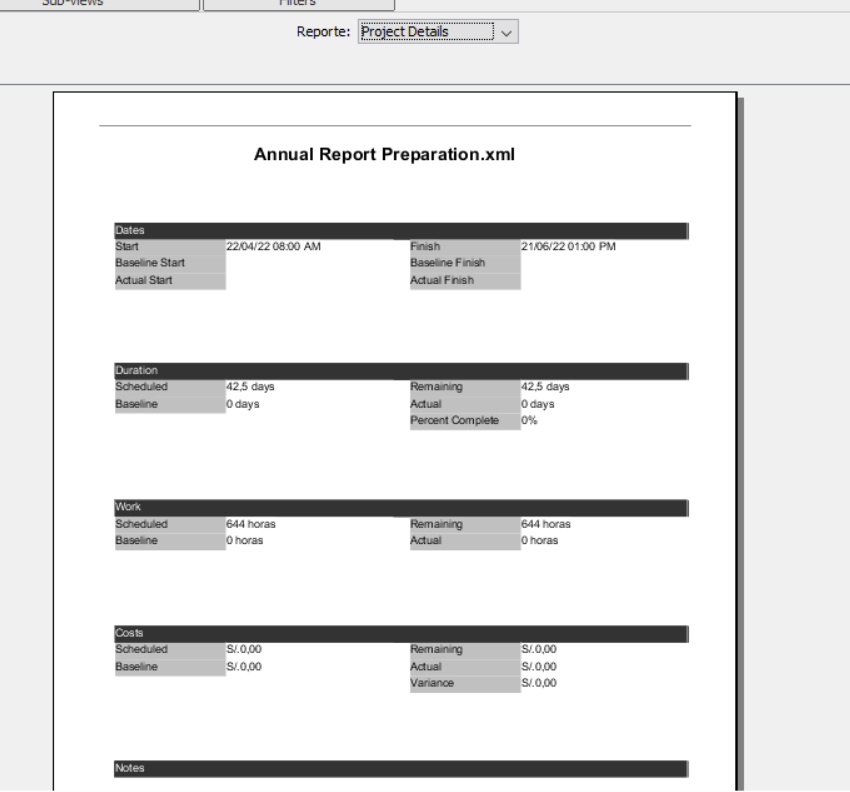 Sub-views Filters
Reporte: Project Details
Annual Report Preparation.xml
Dates
Start 22/04/22 08:00 AM Finish 21/06/22 01:00 PM
Baseline Start Baseline Finish
Actual Start Actual Finish
Duration
Scheduled 42,5 days Remaining 42,5 days
Baseline 0 days Actual 0 days
Percent Complete 0%
Work
Scheduled 644 horas Remaining 644 horas
Baseline 0 horas Actual 0 horas
Costs
Scheduled S/.0,00 Remaining S/.0,00
Baseline S/.0,00 Actual S/.0,00
Variance S/.0,00
Notes